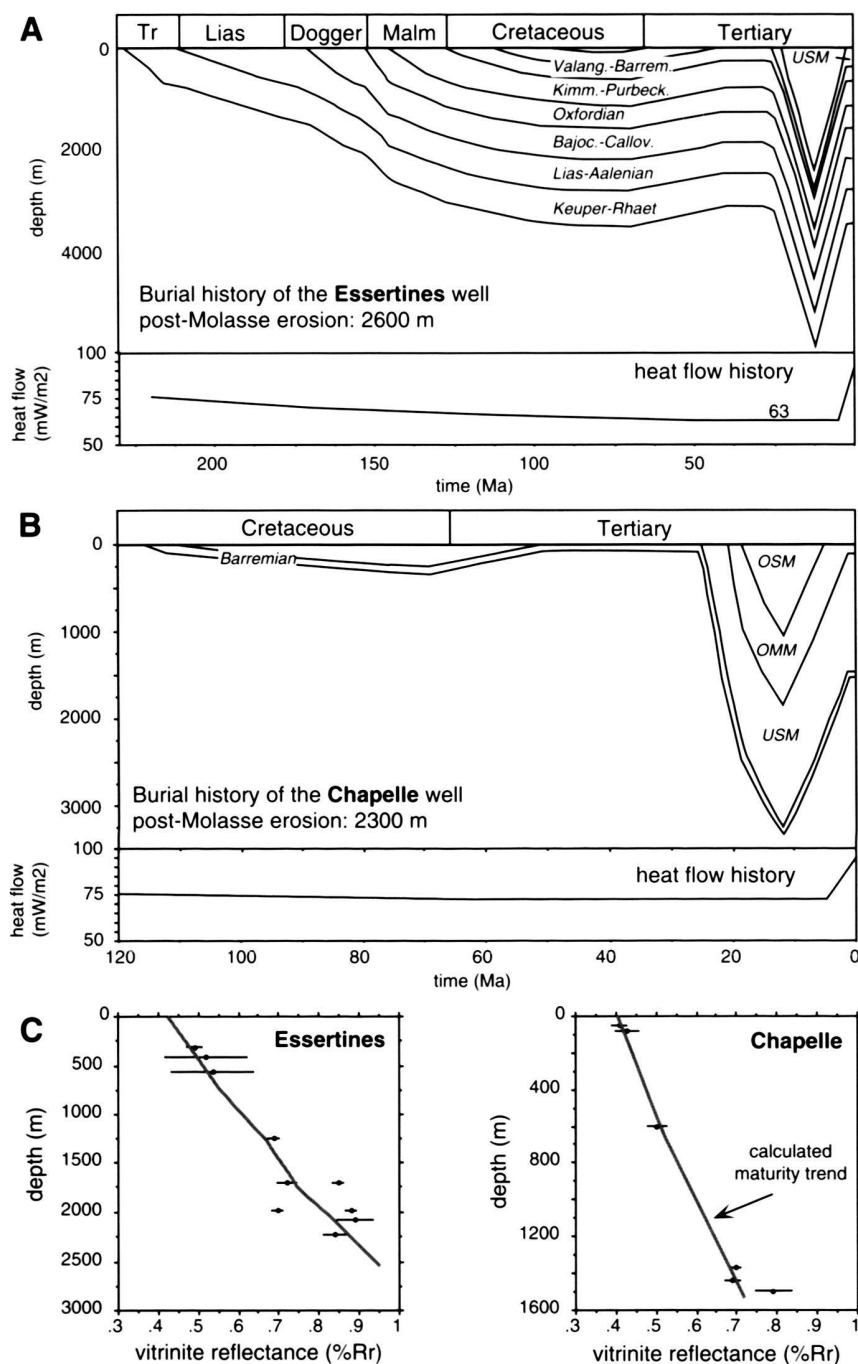 A
Tr Lias Dogger Malm Cretaceous Tertiary
0
2000
4000
depth (m)
USM
Valang.-Barrem.
Kimm.-Purbeck.
Oxfordian
Bajoc.-Callov.
Lias-Aalenian
Keuper-Rhaet
Burial history of the Essertines well
post-Molasse erosion: 2600 m
100
75
50
heat flow
(mW/m2)
heat flow history
63
200 150 100 50
time (Ma)
B
Cretaceous Tertiary
0
1000
2000
3000
depth (m)
Barremian
OSM
OMM
USM
Burial history of the Chapelle well
post-Molasse erosion: 2300 m
100
75
50
heat flow
(mW/m2)
heat flow history
120 100 80 60 40 20 0
time (Ma)
C
0
500
1000
1500
2000
2500
3000
depth (m)
Essertines
.3 .4 .5 .6 .7 .8 .9 1
vitrinite reflectance (%Rr)
0
400
800
1200
1600
depth (m)
Chapelle
calculated
maturity trend
.3 .4 .5 .6 .7 .8 .9 1
vitrinite reflectance (%Rr)